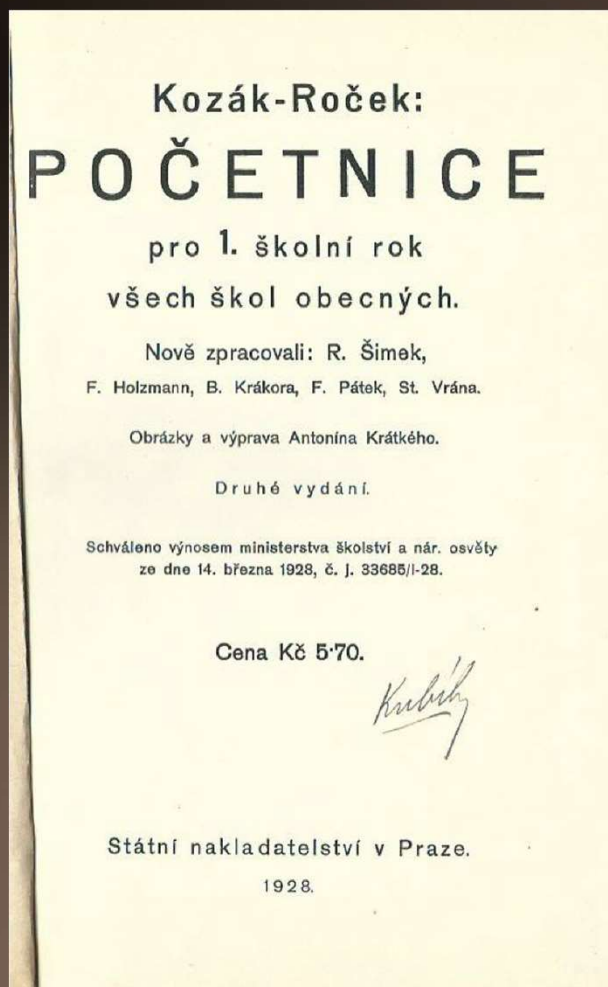 Kozák-Roček:
POČETNICE
pro 1. školní rok
všech škol obecných.
Nově zpracovali: R. Šimek,
F. Holzmann, B. Krákora, F. Pátek, St. Vrána.
Obrázky a výprava Antonína Krátkého.
Druhé vydání.
Schváleno výnosem ministerstva školství a nár. osvěty
ze dne 14. března 1928, č. j. 33685/I-28.
Cena Kč 5·70.
Státní nakladatelství v Praze.
1928.